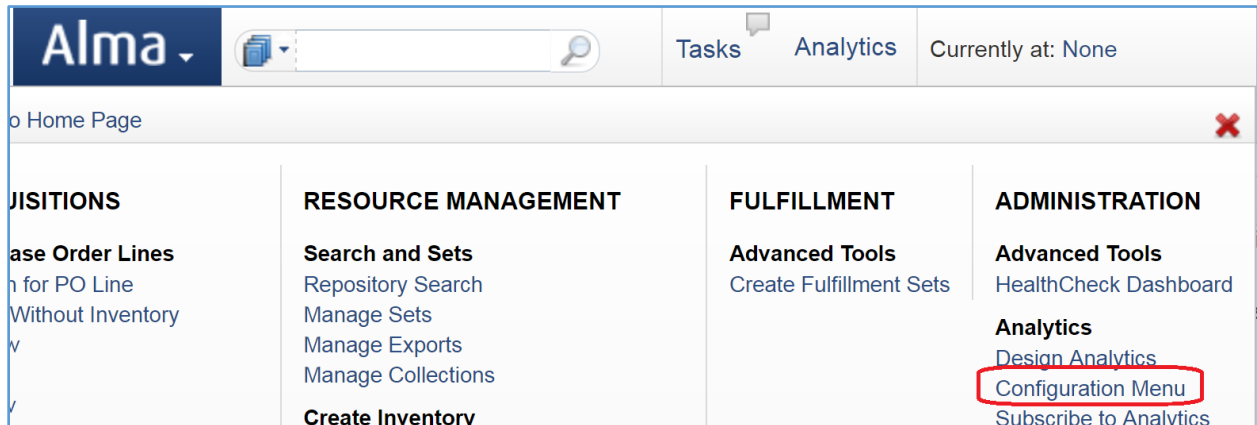 Alma
Tasks
Analytics
Currently at: None
o Home Page
UISITIONS
ase Order Lines
n for PO Line
Without Inventory
w
v
RESOURCE MANAGEMENT
Search and Sets
Repository Search
Manage Sets
Manage Exports
Manage Collections
Create Inventory
FULFILLMENT
Advanced Tools
Create Fulfillment Sets
ADMINISTRATION
Advanced Tools
HealthCheck Dashboard
Analytics
Design Analytics
Configuration Menu
Subscribe to Analytics